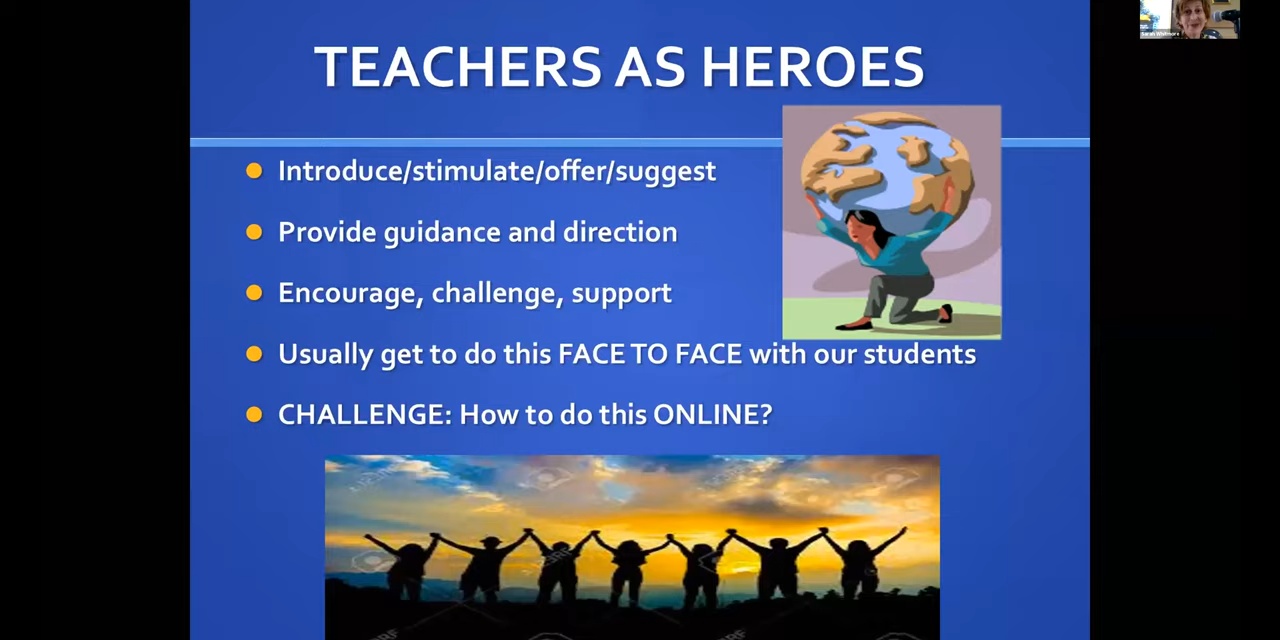 TEACHERS AS HEROES
Introduce/stimulate/offer/suggest
Provide guidance and direction
Encourage, challenge, support
Usually get to do this FACE TO FACE with our students
CHALLENGE: How to do this ONLINE?